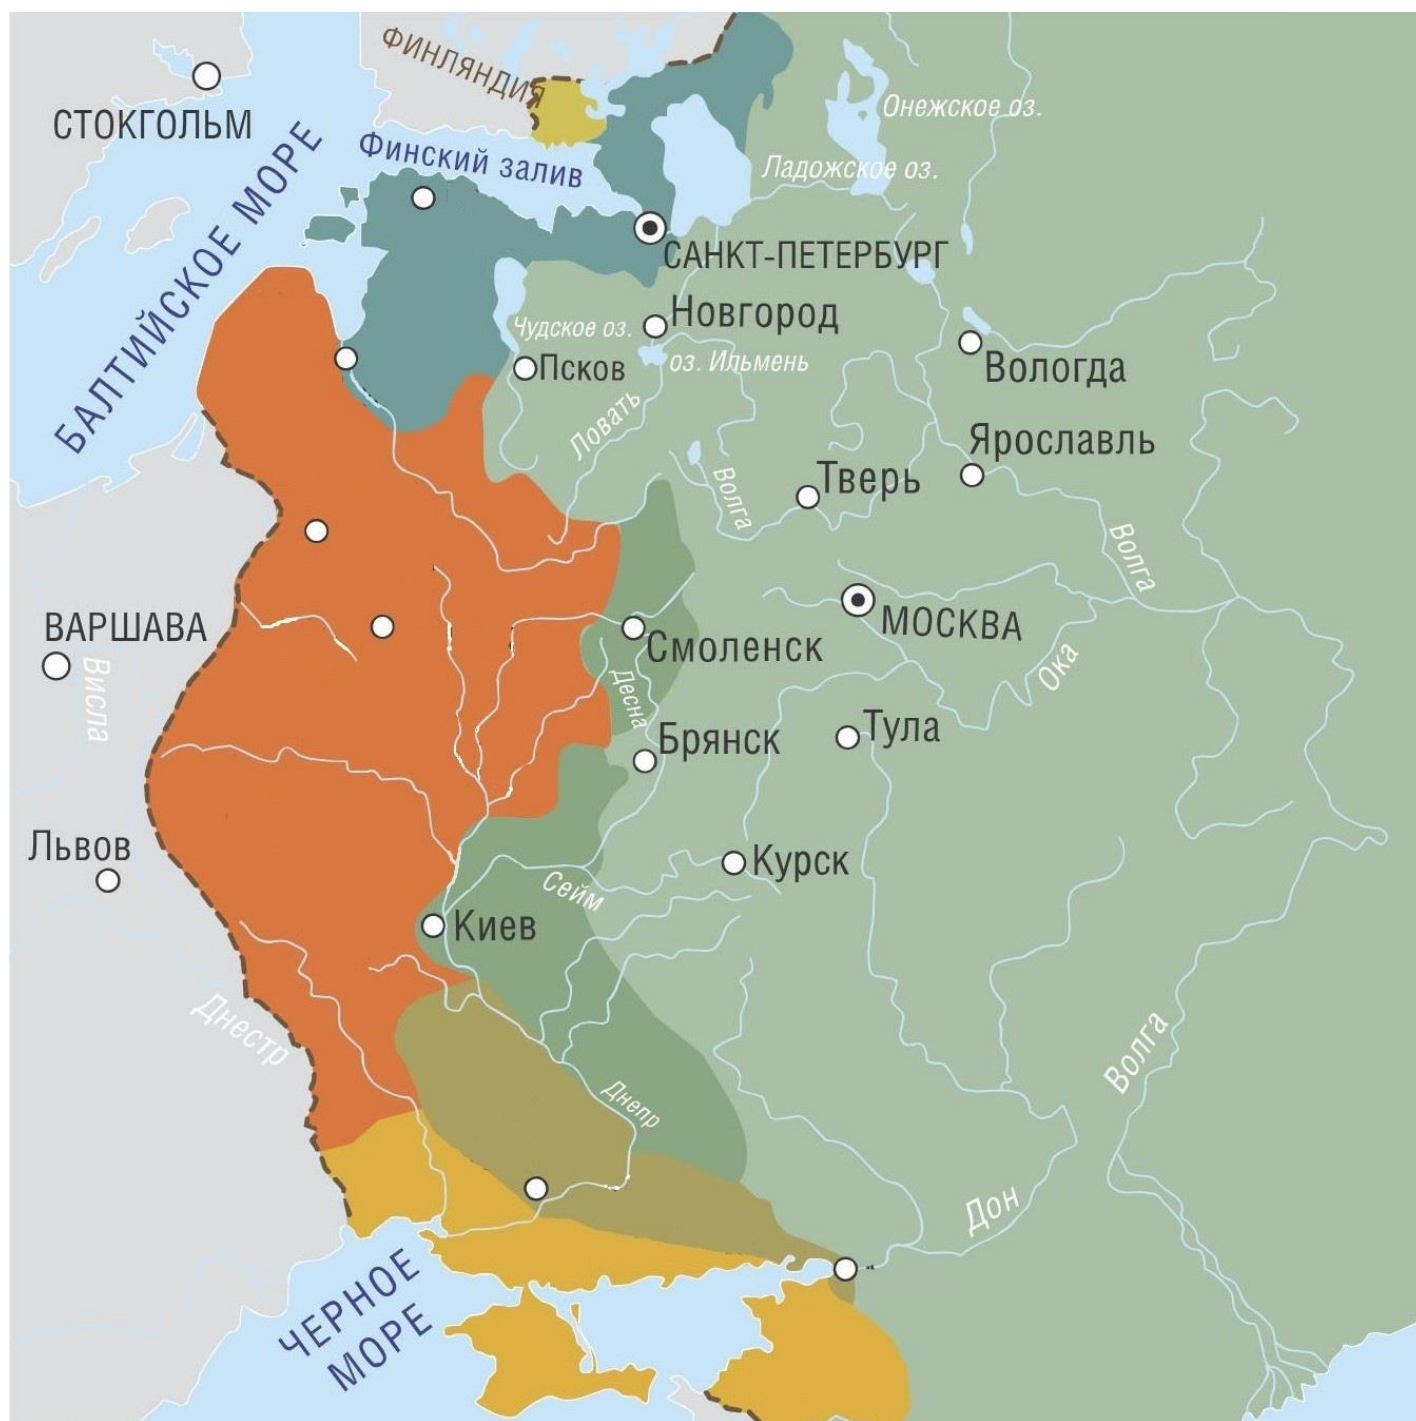 ФИНЛЯНДИЯ
СТОКГОЛЬМ
Онежское оз.
Финский залив
Ладожское оз.
БАЛТИЙСКОЕ МОРЕ
САНКТ-ПЕТЕРБУРГ
Новгород
Чудское оз.
оз. Ильмень
Псков
Вологда
Ловать
Ярославль
Волга
Тверь
Волга
ВАРШАВА
МОСКВА
Смоленск
Висла
Десна
Ока
Брянск
Тула
Львов
Курск
Сейм
Киев
Днестр
Волга
Днепр
Дон
ЧЕРНОЕ
МОРЕ